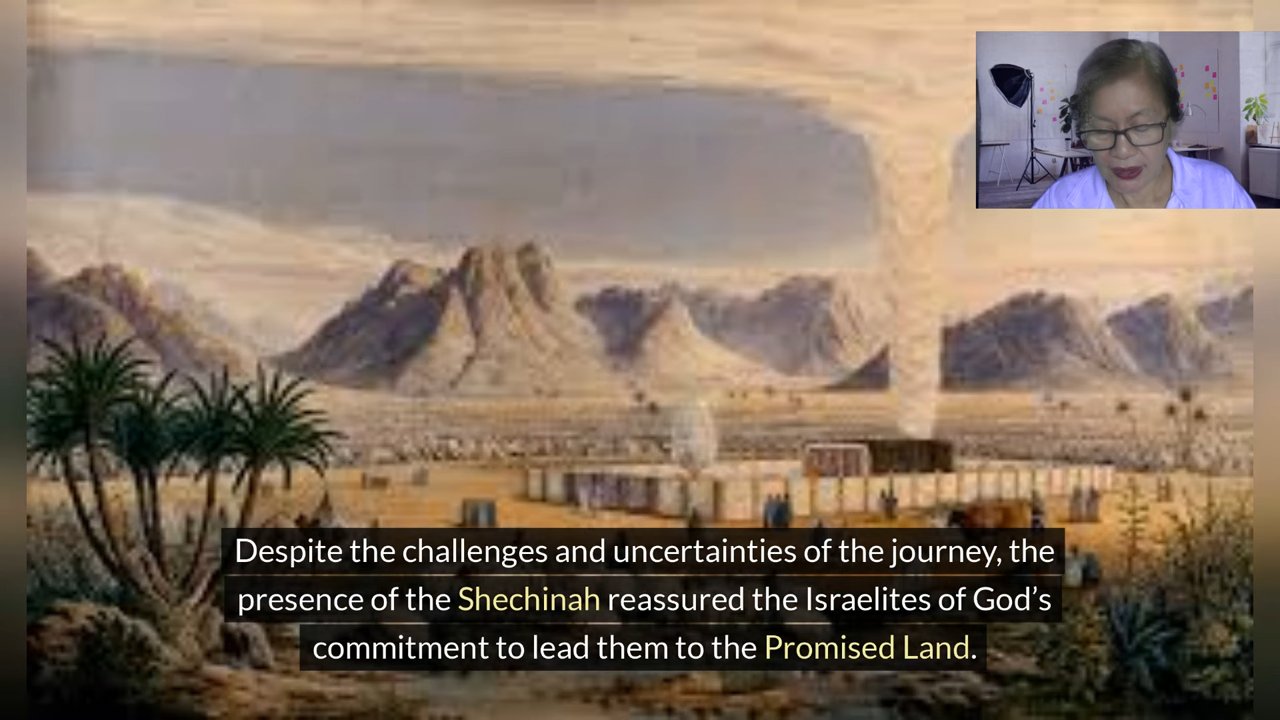 Despite the challenges and uncertainties of the journey, the
presence of the Shechinah reassured the Israelites of God’s
commitment to lead them to the Promised Land.